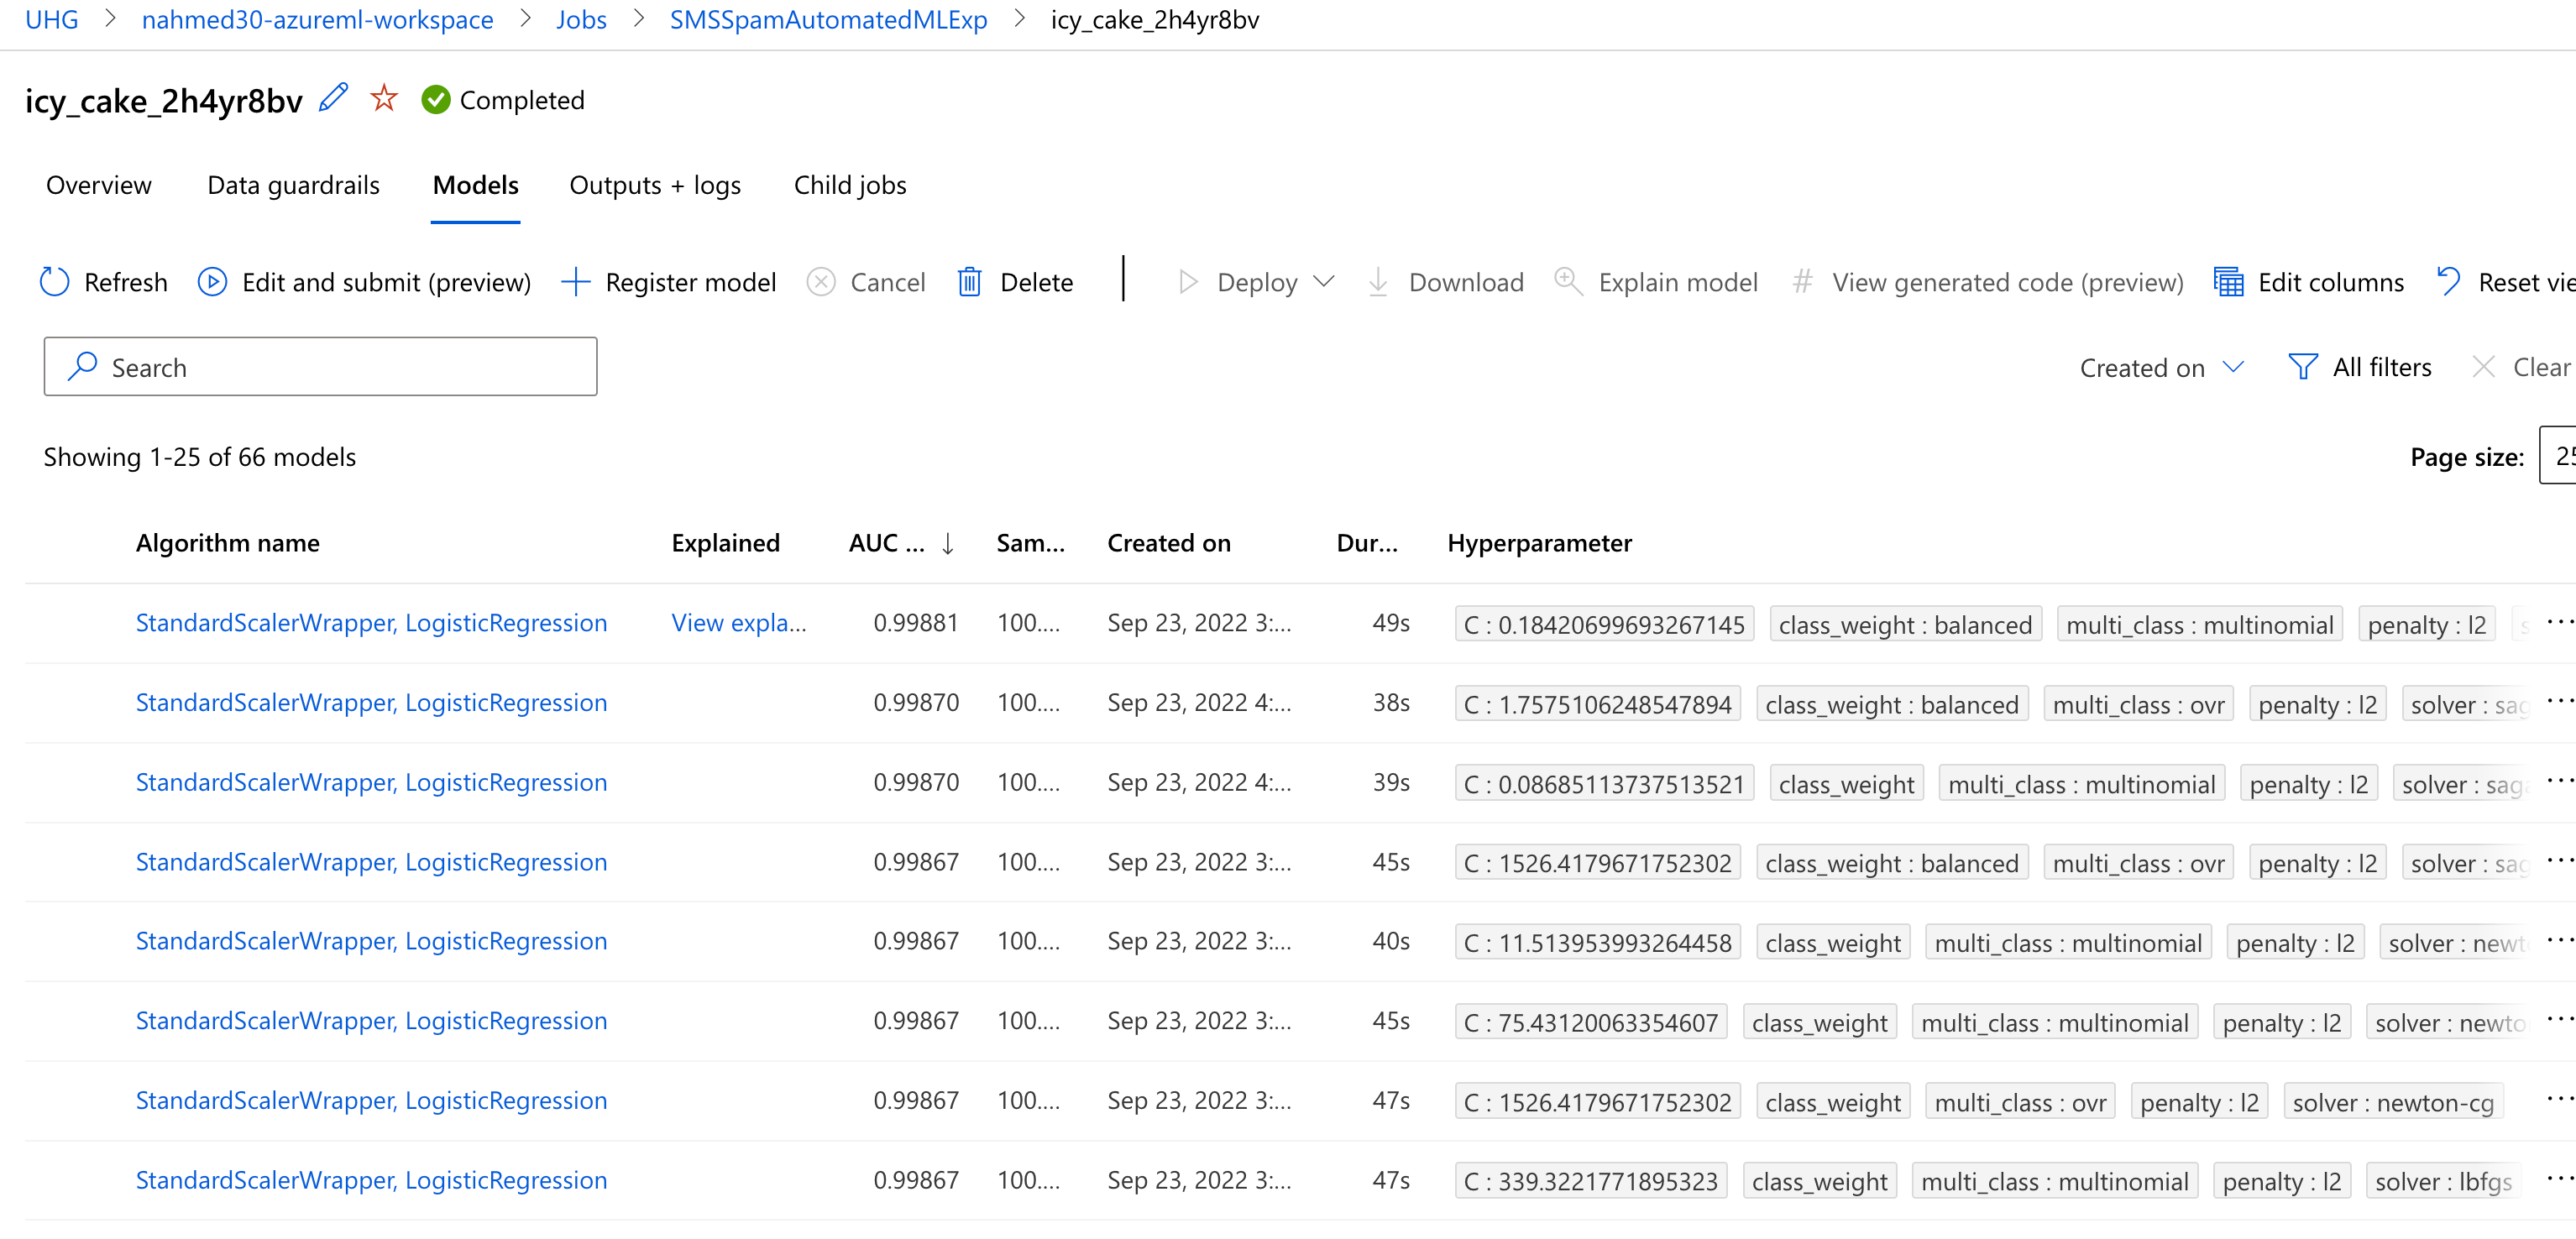 UHG > nahmed30-azureml-workspace > Jobs > SMSSpamAutomatedMLExp > icy_cake_2h4yr8bv
icy_cake_2h4yr8bv Completed
Overview Data guardrails Models Outputs + logs Child jobs
Refresh Edit and submit (preview) Register model Cancel Delete Deploy Download Explain model # View generated code (preview) Edit columns Reset vie
Search Created on All filters Clear
Showing 1-25 of 66 models Page size: 25
Algorithm name Explained AUC ... ↓ Sam... Created on Dur... Hyperparameter
StandardScalerWrapper, LogisticRegression View expla... 0.99881 100.... Sep 23, 2022 3:... 49s C : 0.18420699693267145 class_weight : balanced multi_class : multinomial penalty : l2 s ...
StandardScalerWrapper, LogisticRegression 0.99870 100.... Sep 23, 2022 4:... 38s C : 1.7575106248547894 class_weight : balanced multi_class : ovr penalty : l2 solver : sag ...
StandardScalerWrapper, LogisticRegression 0.99870 100.... Sep 23, 2022 4:... 39s C : 0.08685113737513521 class_weight multi_class : multinomial penalty : l2 solver : saga ...
StandardScalerWrapper, LogisticRegression 0.99867 100.... Sep 23, 2022 3:... 45s C : 1526.4179671752302 class_weight : balanced multi_class : ovr penalty : l2 solver : sag ...
StandardScalerWrapper, LogisticRegression 0.99867 100.... Sep 23, 2022 3:... 40s C : 11.513953993264458 class_weight multi_class : multinomial penalty : l2 solver : newt ...
StandardScalerWrapper, LogisticRegression 0.99867 100.... Sep 23, 2022 3:... 45s C : 75.43120063354607 class_weight multi_class : multinomial penalty : l2 solver : newto ...
StandardScalerWrapper, LogisticRegression 0.99867 100.... Sep 23, 2022 3:... 47s C : 1526.4179671752302 class_weight multi_class : ovr penalty : l2 solver : newton-cg ...
StandardScalerWrapper, LogisticRegression 0.99867 100.... Sep 23, 2022 3:... 47s C : 339.3221771895323 class_weight multi_class : multinomial penalty : l2 solver : lbfgs ...